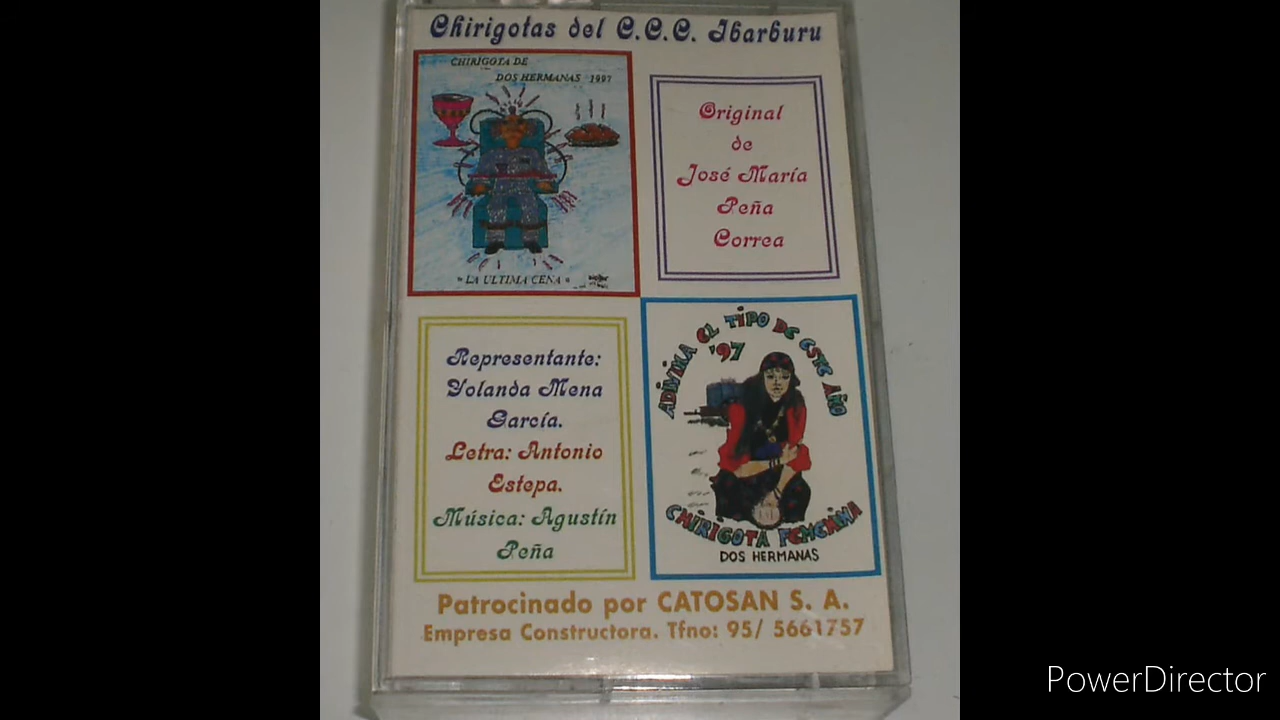 Chirigotas del C.C.C. Ibarburu
CHIRIGOTA DE
DOS HERMANAS 1997
"LA ULTIMA CENA"
Original
de
José María
Peña
Correa
Representante:
Yolanda Mena
García.
Letra: Antonio
Estepa.
Música: Agustín
Peña
ADIVINA EL TIPO DE ESTE AÑO
'97
CHIRIGOTA FEMENINA
DOS HERMANAS
Patrocinado por CATOSAN S. A.
Empresa Constructora. Tfno: 95/ 5661757
PowerDirector